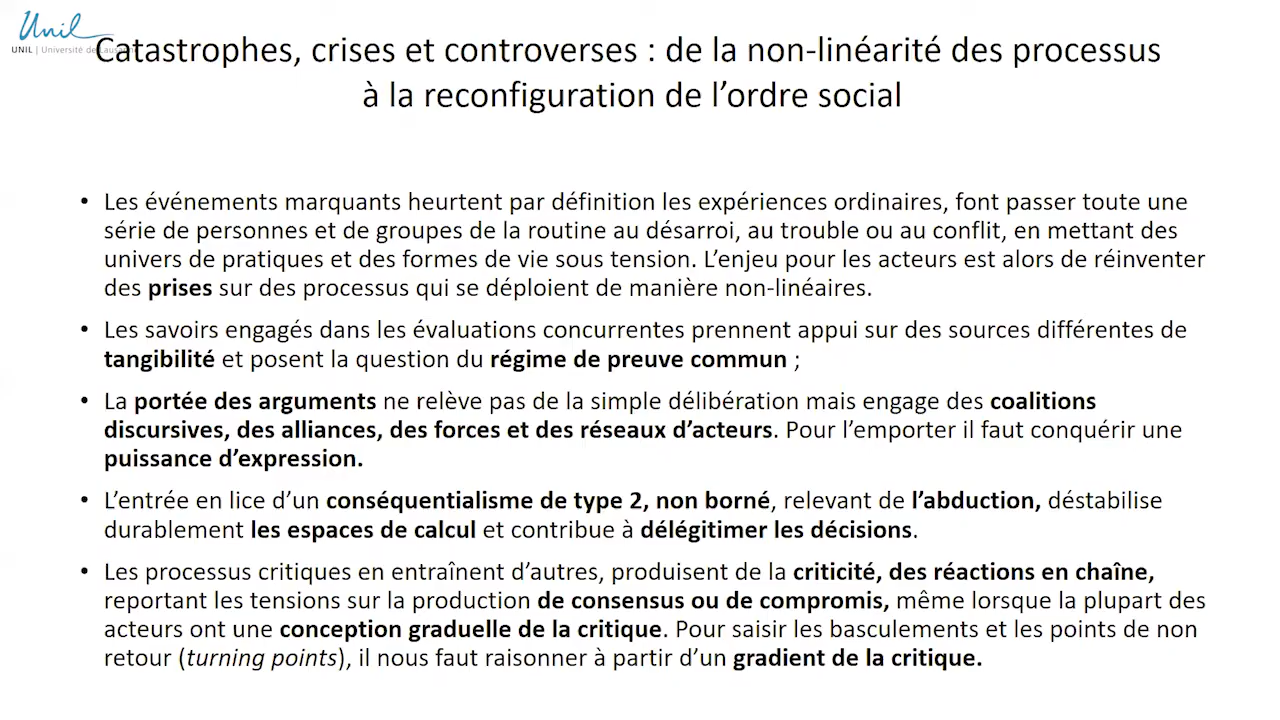 Unil
UNIL | Université de Lausanne
Catastrophes, crises et controverses : de la non-linéarité des processus
à la reconfiguration de l’ordre social
• Les événements marquants heurtent par définition les expériences ordinaires, font passer toute une
série de personnes et de groupes de la routine au désarroi, au trouble ou au conflit, en mettant des
univers de pratiques et des formes de vie sous tension. L’enjeu pour les acteurs est alors de réinventer
des prises sur des processus qui se déploient de manière non-linéaires.
• Les savoirs engagés dans les évaluations concurrentes prennent appui sur des sources différentes de
tangibilité et posent la question du régime de preuve commun ;
• La portée des arguments ne relève pas de la simple délibération mais engage des coalitions
discursives, des alliances, des forces et des réseaux d’acteurs. Pour l’emporter il faut conquérir une
puissance d’expression.
• L’entrée en lice d’un conséquentialisme de type 2, non borné, relevant de l’abduction, déstabilise
durablement les espaces de calcul et contribue à délégitimer les décisions.
• Les processus critiques en entraînent d’autres, produisent de la criticité, des réactions en chaîne,
reportant les tensions sur la production de consensus ou de compromis, même lorsque la plupart des
acteurs ont une conception graduelle de la critique. Pour saisir les basculements et les points de non
retour (turning points), il nous faut raisonner à partir d’un gradient de la critique.